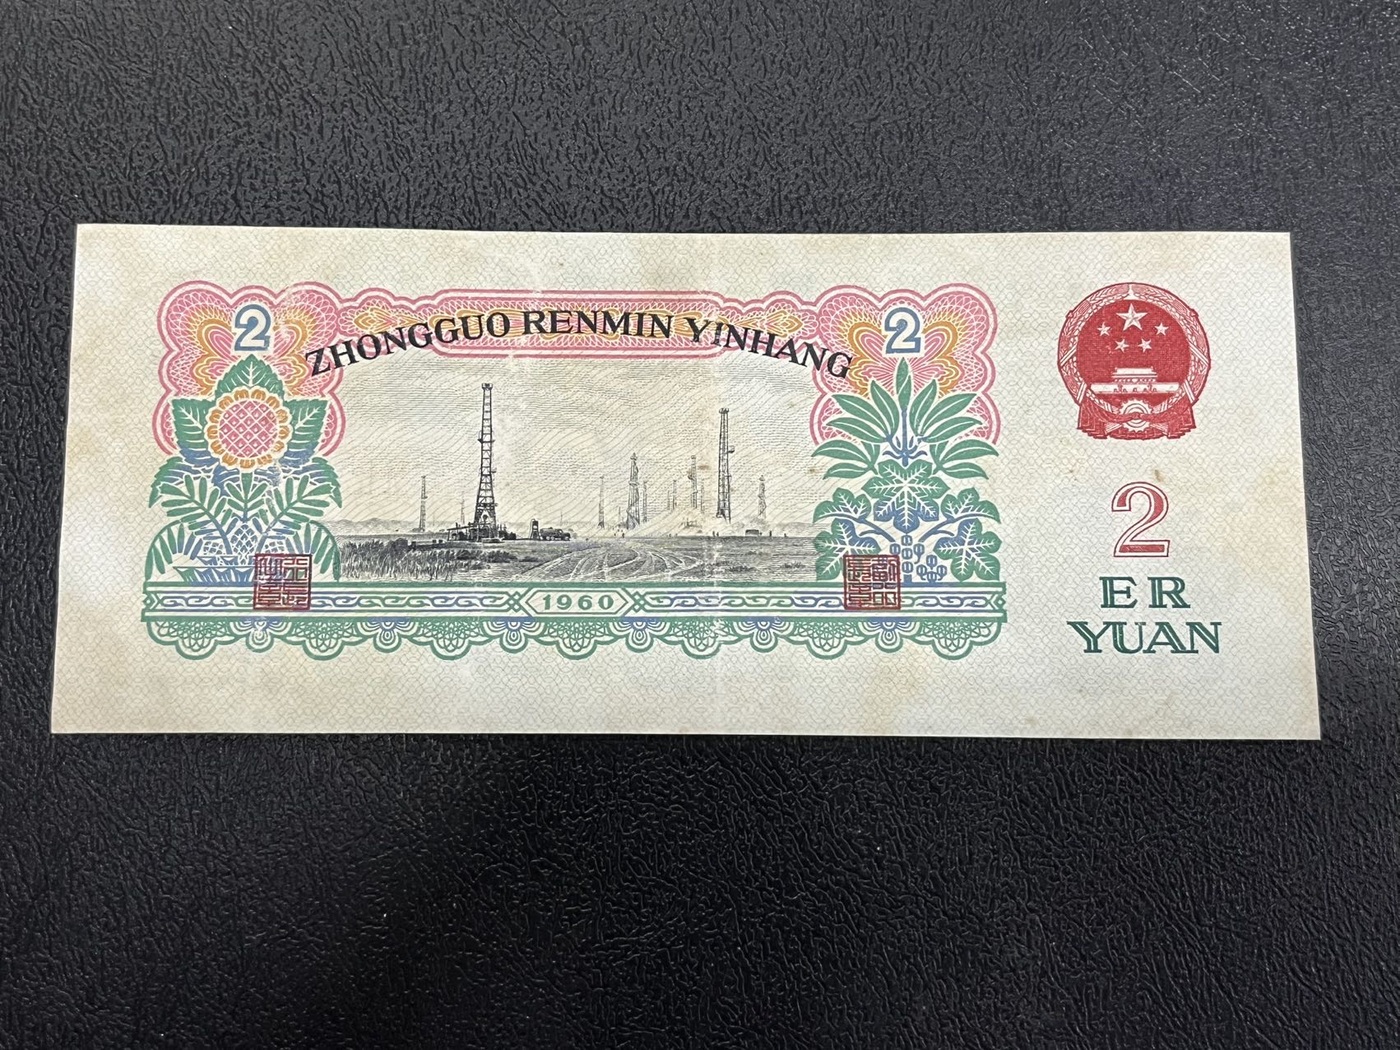 2
2
ZHONGGUO RENMIN YINHANG
1960
2
ER
YUAN